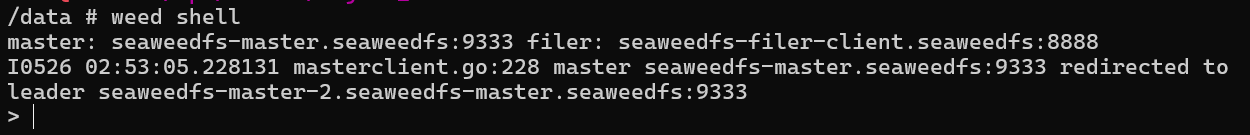 /data # weed shell
master: seaweedfs-master.seaweedfs:9333 filer: seaweedfs-filer-client.seaweedfs:8888
I0526 02:53:05.228131 masterclient.go:228 master seaweedfs-master.seaweedfs:9333 redirected to
leader seaweedfs-master-2.seaweedfs-master.seaweedfs:9333
>